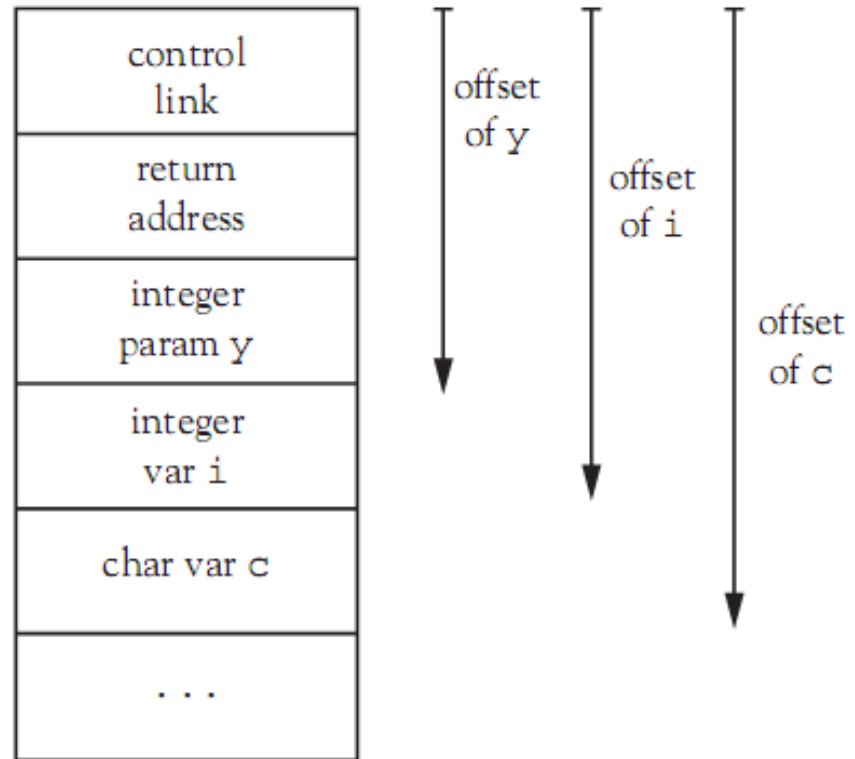 control
link
return
address
integer
param y
integer
var i
char var c
. . .
offset
of y
offset
of i
offset
of c